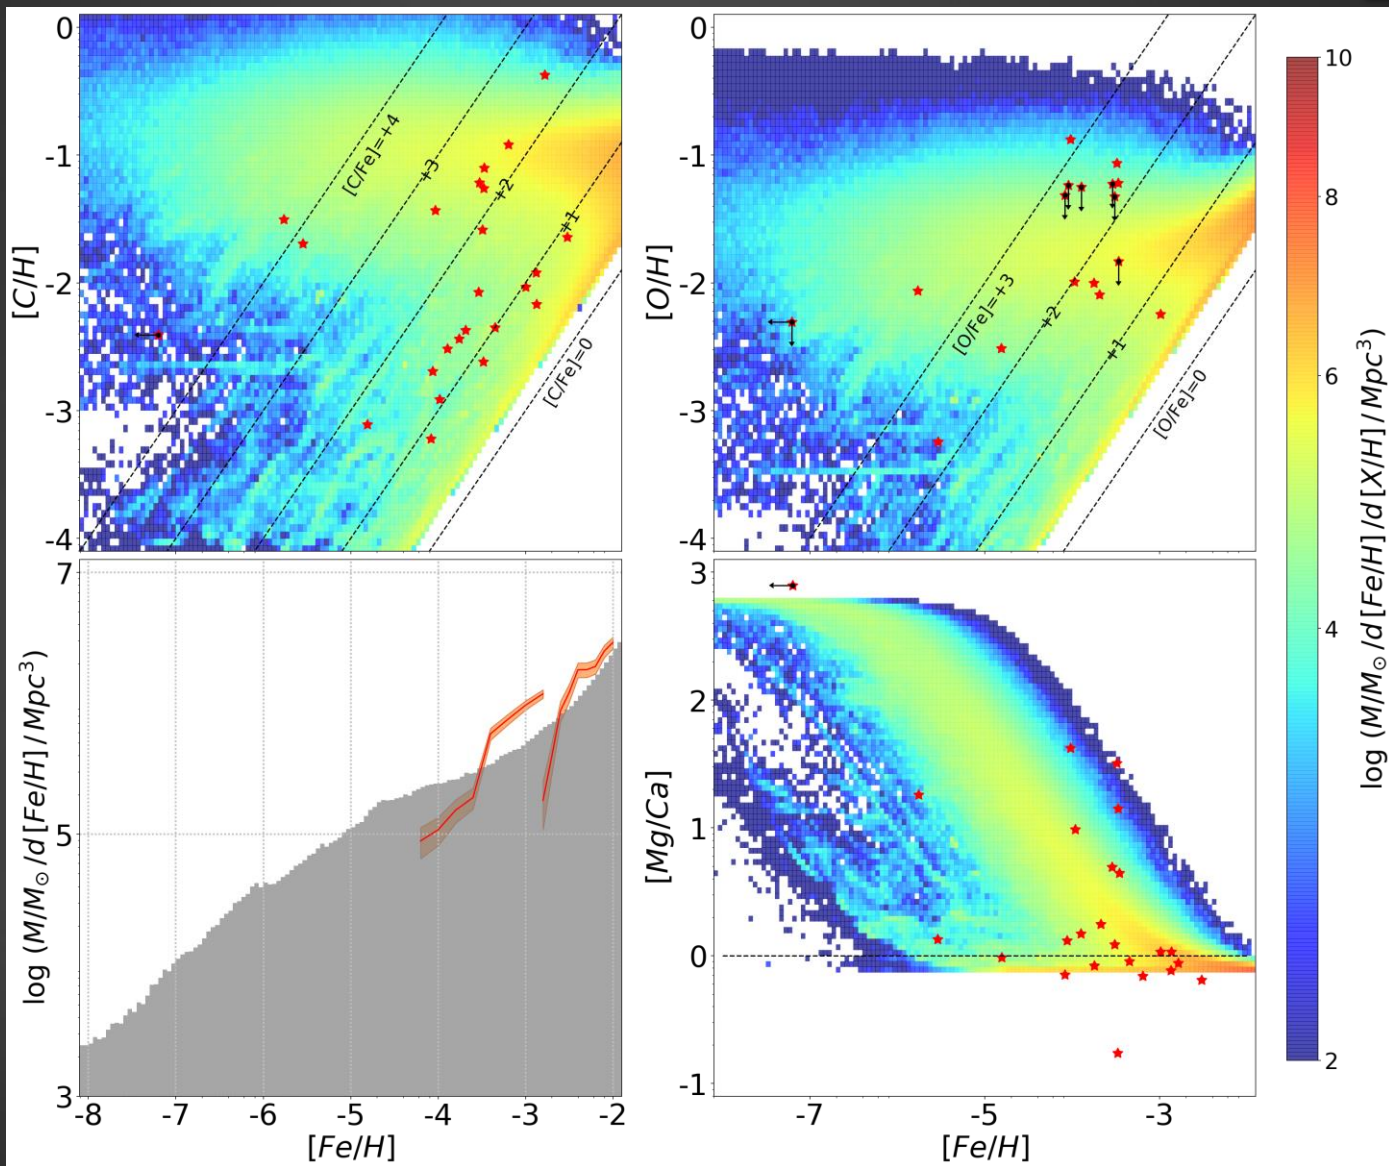 0
-1
-2
-3
-4
[C/H]
[C/Fe]=+4
+3
+2
+1
[C/Fe]=0
0
-1
-2
-3
-4
[O/H]
[O/Fe]=+3
+2
+1
[O/Fe]=0
7
5
3
log (M/M⊙/d[Fe/H]/Mpc³)
-8 -7 -6 -5 -4 -3 -2
[Fe/H]
3
2
1
0
-1
[Mg/Ca]
-7 -5 -3
[Fe/H]
10
8
6
4
2
log (M/M⊙/d[Fe/H]/d[X/H]/Mpc³)